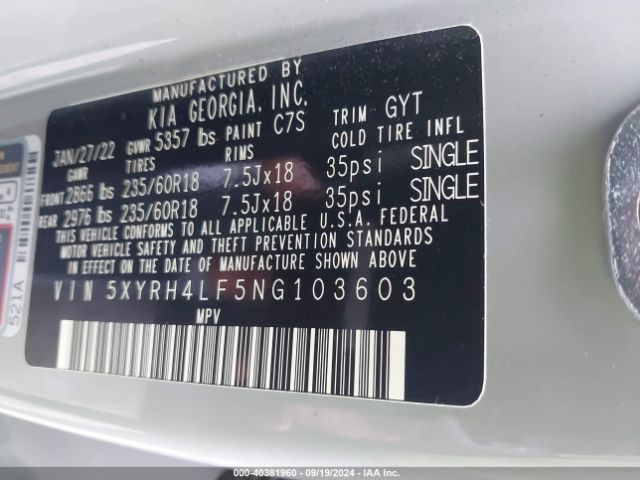 MANUFACTURED BY
KIA GEORGIA, INC.
JAN/27/22 GVWR 5357 lbs PAINT C7S TRIM GYT
GAWR TIRES RIMS COLD TIRE INFL
FRONT 2866 lbs 235/60R18 7.5Jx18 35psi SINGLE
REAR 2976 lbs 235/60R18 7.5Jx18 35psi SINGLE
THIS VEHICLE CONFORMS TO ALL APPLICABLE U.S.A. FEDERAL
MOTOR VEHICLE SAFETY AND THEFT PREVENTION STANDARDS
IN EFFECT ON THE DATE OF MANUFACTURE SHOWN ABOVE
VIN 5XYRH4LF5NG103603
MPV
521A
000-40381960 - 09/19/2024 - IAA Inc.